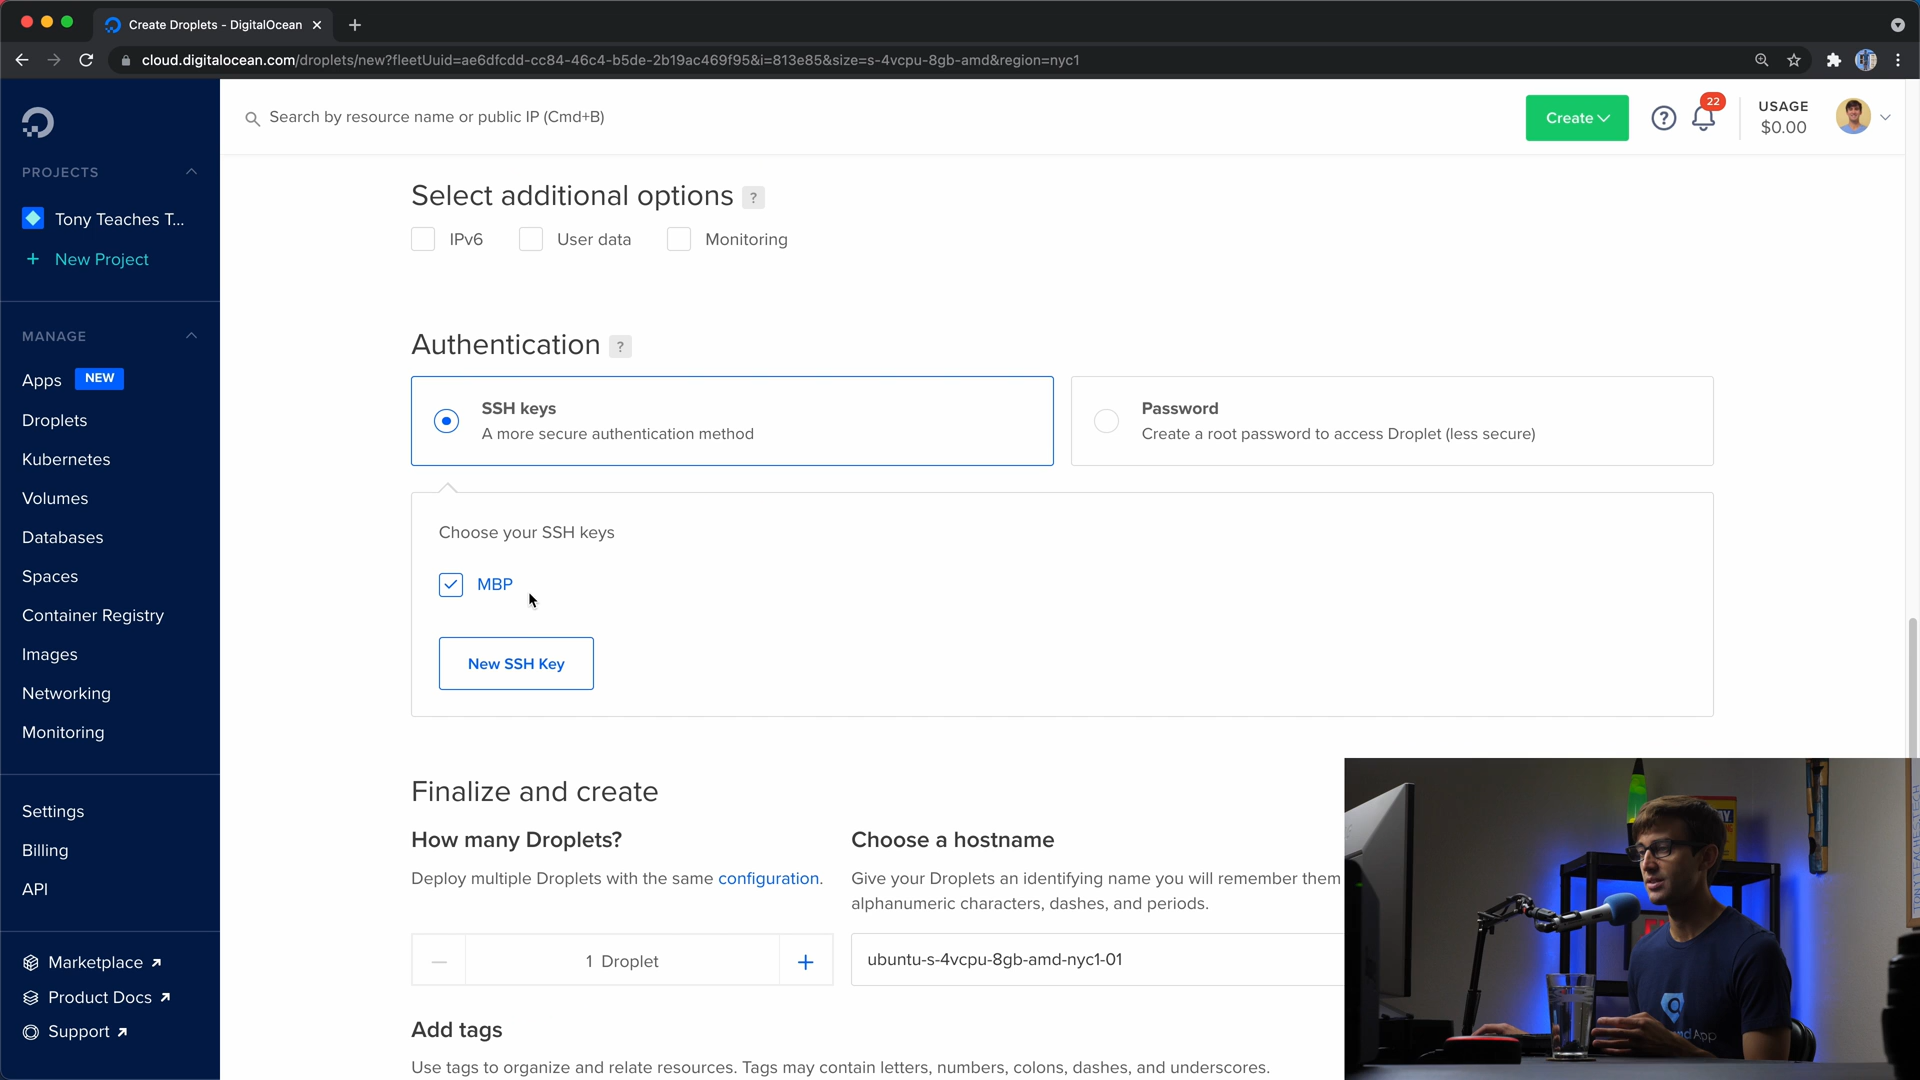 Create Droplets - DigitalOcean
cloud.digitalocean.com/droplets/new?fleetUuid=ae6dfcdd-cc84-46c4-b5de-2b19ac469f95&i=813e85&size=s-4vcpu-8gb-amd&region=nyc1
Search by resource name or public IP (Cmd+B)
Create
22
USAGE
$0.00
PROJECTS
Tony Teaches T...
+ New Project
MANAGE
Apps NEW
Droplets
Kubernetes
Volumes
Databases
Spaces
Container Registry
Images
Networking
Monitoring
Settings
Billing
API
Marketplace
Product Docs
Support
Select additional options ?
IPv6 User data Monitoring
Authentication ?
SSH keys
A more secure authentication method
Password
Create a root password to access Droplet (less secure)
Choose your SSH keys
MBP
New SSH Key
Finalize and create
How many Droplets?
Deploy multiple Droplets with the same configuration.
1 Droplet
Choose a hostname
Give your Droplets an identifying name you will remember them
alphanumeric characters, dashes, and periods.
ubuntu-s-4vcpu-8gb-amd-nyc1-01
Add tags
Use tags to organize and relate resources. Tags may contain letters, numbers, colons, dashes, and underscores.